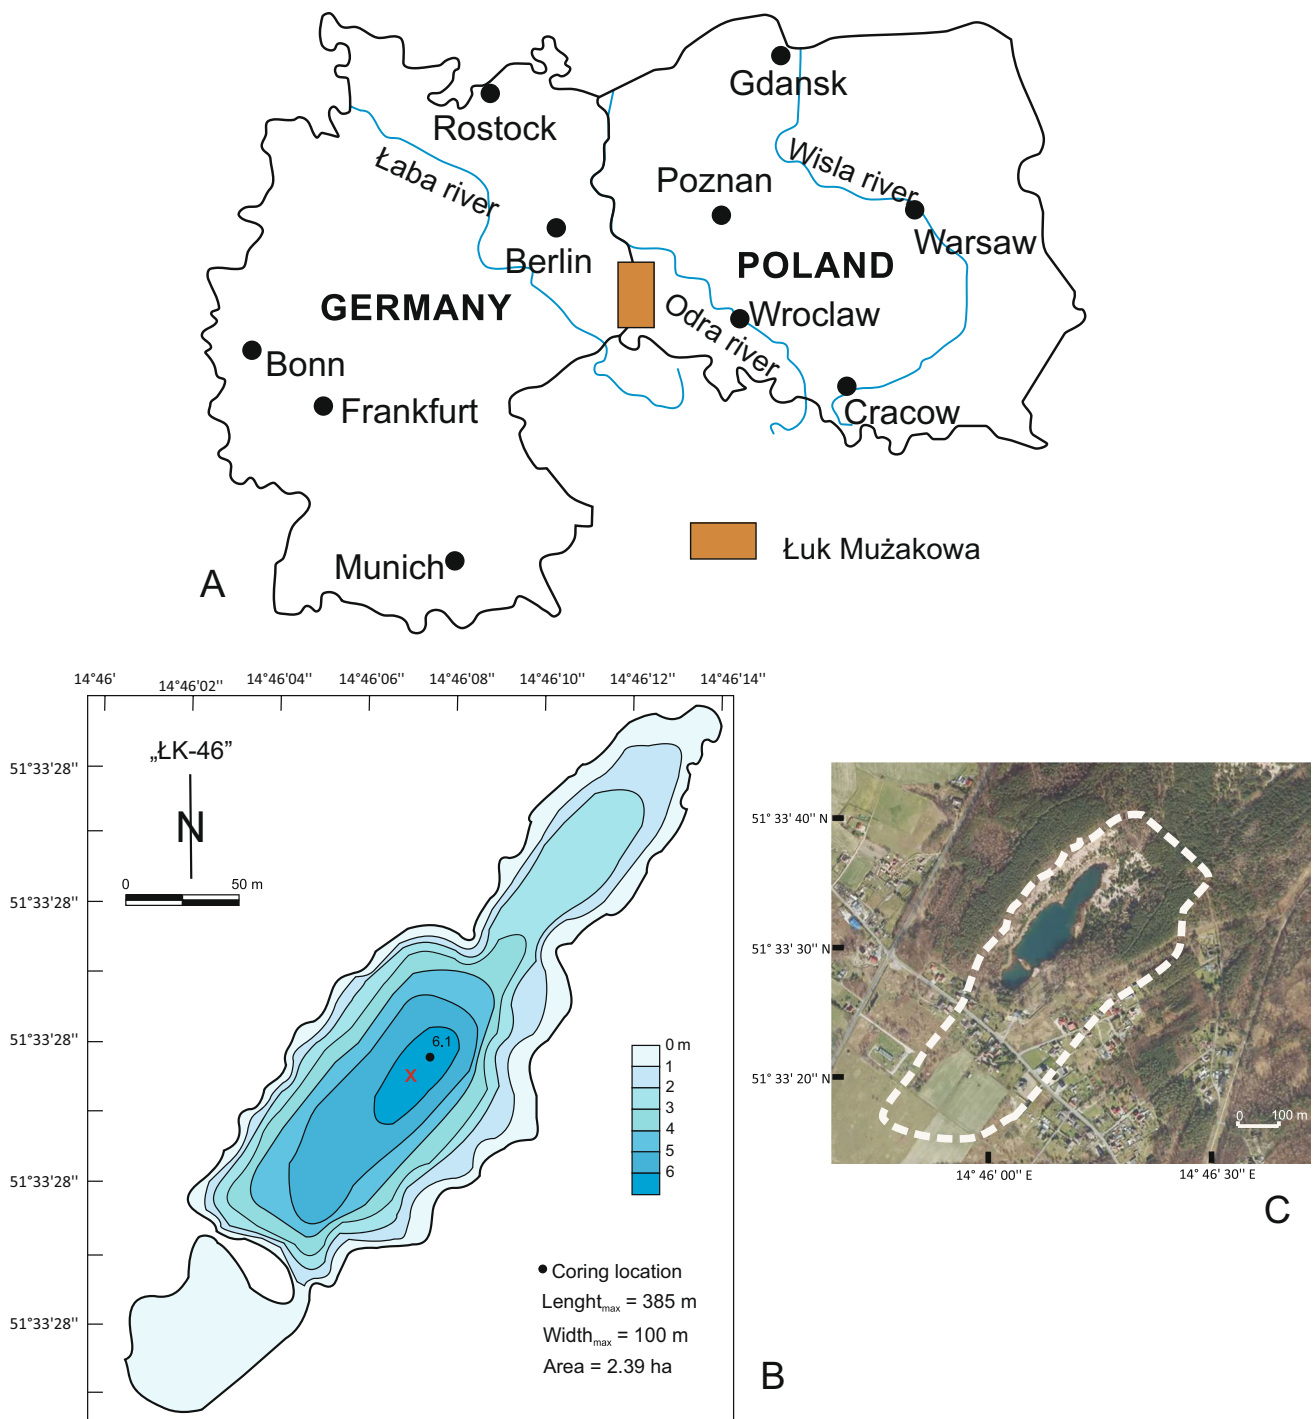 Gdansk
Rostock
Łaba river
Wisla river
Poznan
Berlin
Warsaw
POLAND
GERMANY
Odra river
Wroclaw
Bonn
Frankfurt
Cracow
Munich
Łuk Mużakowa
A
14°46' 14°46'02'' 14°46'04'' 14°46'06'' 14°46'08'' 14°46'10'' 14°46'12'' 14°46'14''
„ŁK-46”
N
0 50 m
51°33'28''
51°33'28''
51°33'28''
51°33'28''
51°33'28''
6.1
X
0 m
1
2
3
4
5
6
Coring location
Lenghtmax = 385 m
Widthmax = 100 m
Area = 2.39 ha
B
51° 33' 40'' N
51° 33' 30'' N
51° 33' 20'' N
0 100 m
14° 46' 00'' E 14° 46' 30'' E
C